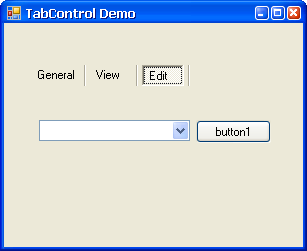 TabControl Demo
General View Edit
button1